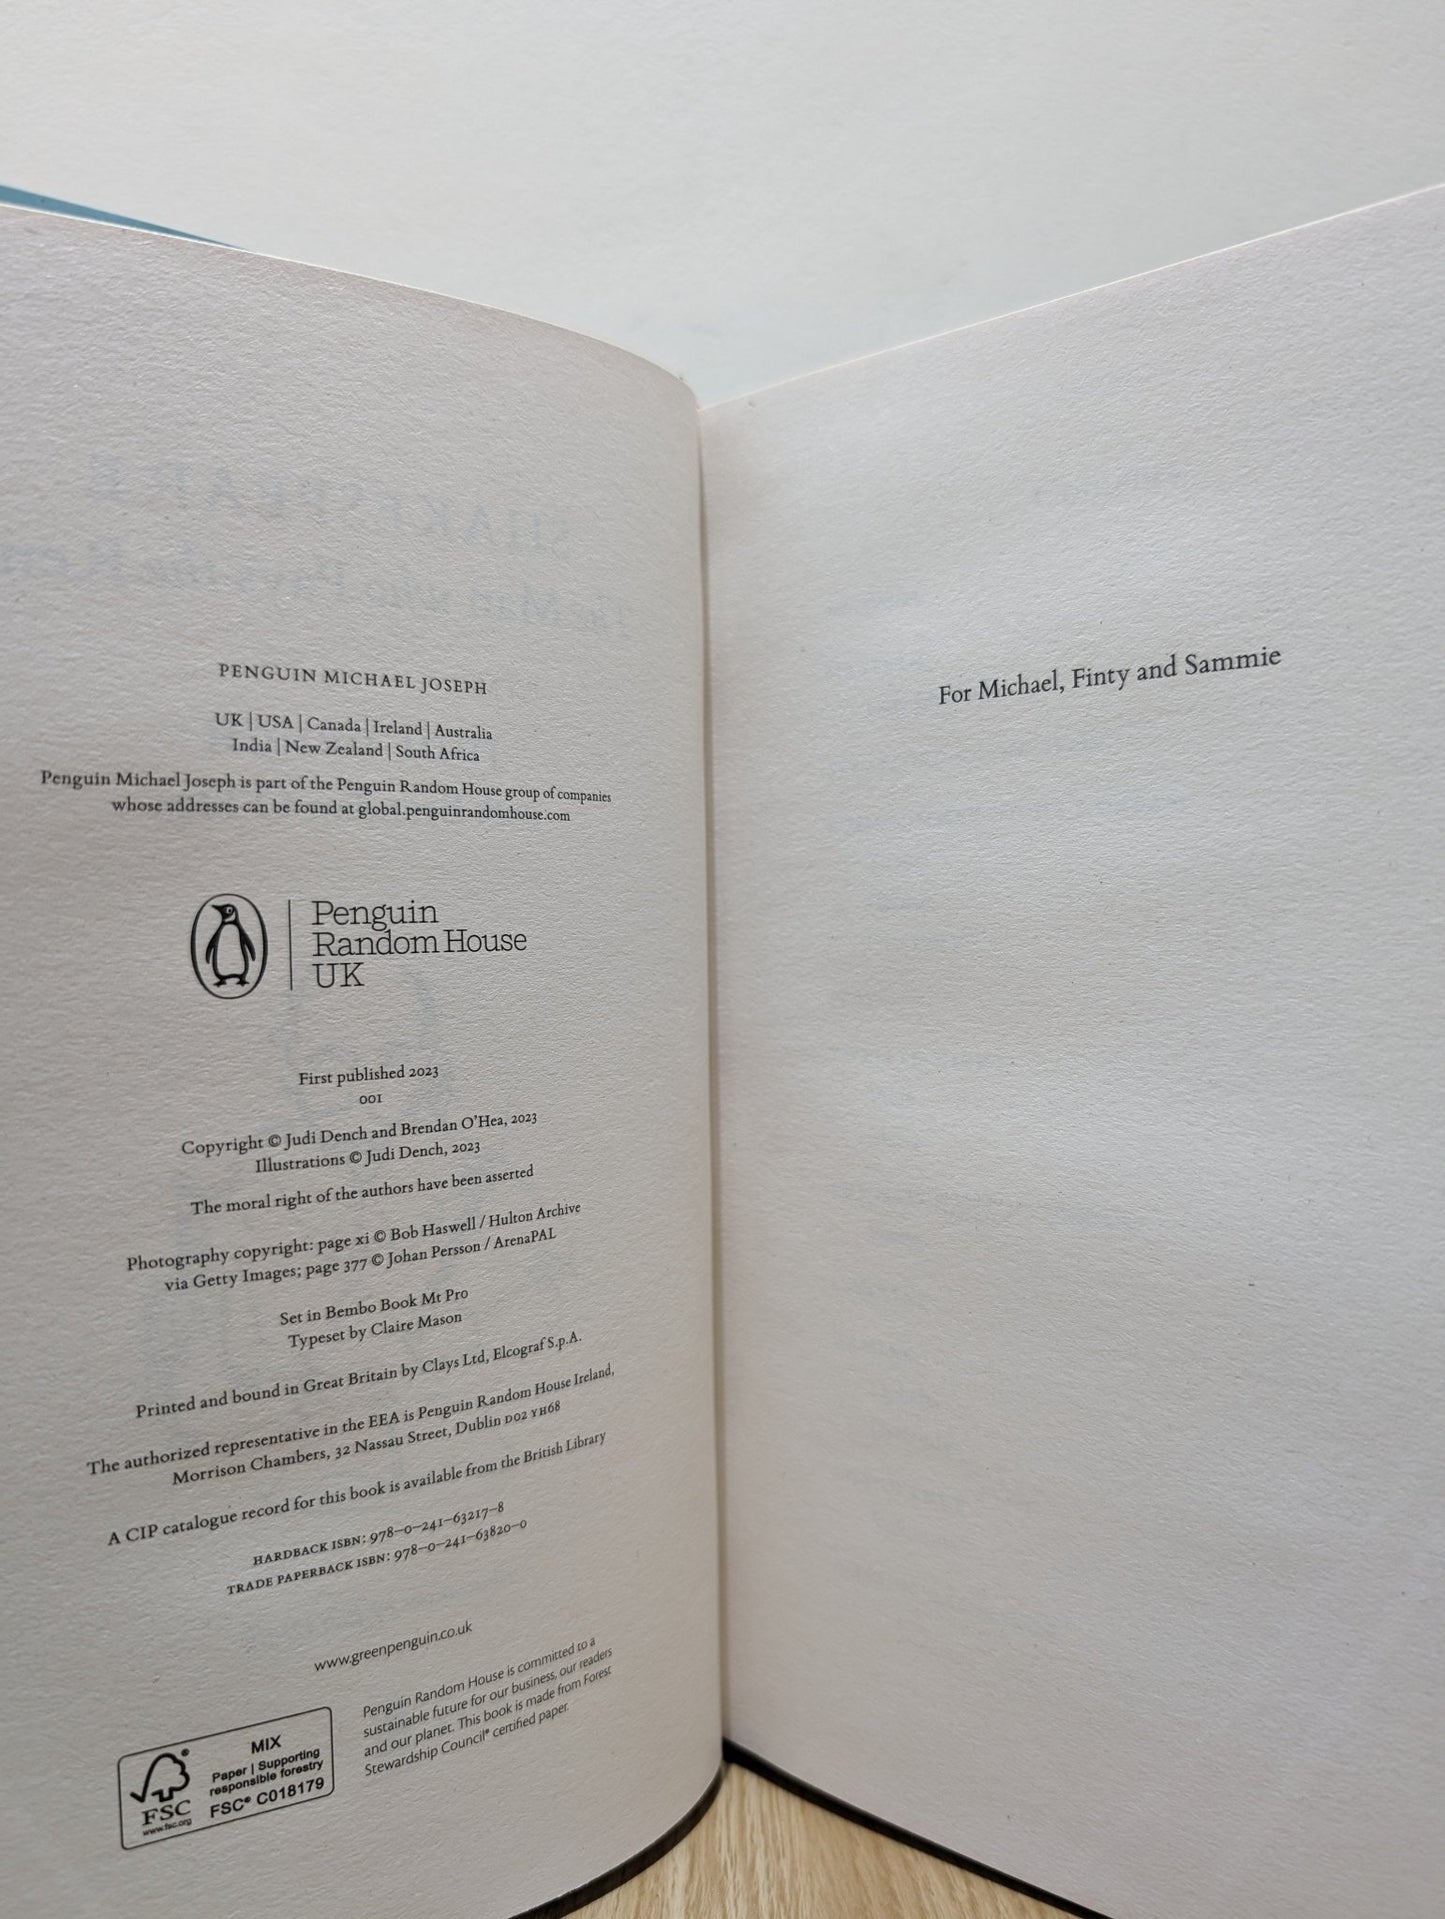 PENGUIN MICHAEL JOSEPH
UK | USA | Canada | Ireland | Australia
India | New Zealand | South Africa
Penguin Michael Joseph is part of the Penguin Random House group of companies
whose addresses can be found at global.penguinrandomhouse.com
Penguin
Random House
UK
First published 2023
001
Copyright © Judi Dench and Brendan O'Hea, 2023
Illustrations © Judi Dench, 2023
The moral right of the authors have been asserted
Photography copyright: page xi © Bob Haswell / Hulton Archive
via Getty Images; page 377 © Johan Persson / ArenaPAL
Set in Bembo Book Mt Pro
Typeset by Claire Mason
Printed and bound in Great Britain by Clays Ltd, Elcograf S.p.A.
The authorized representative in the EEA is Penguin Random House Ireland,
Morrison Chambers, 32 Nassau Street, Dublin D02 YH68
A CIP catalogue record for this book is available from the British Library
HARDBACK ISBN: 978–0–241–63217–8
TRADE PAPERBACK ISBN: 978–0–241–63820–0
www.greenpenguin.co.uk
MIX
Paper | Supporting
responsible forestry
FSC® C018179
FSC
www.fsc.org
Penguin Random House is committed to a
sustainable future for our business, our readers
and our planet. This book is made from Forest
Stewardship Council® certified paper.
For Michael, Finty and Sammie